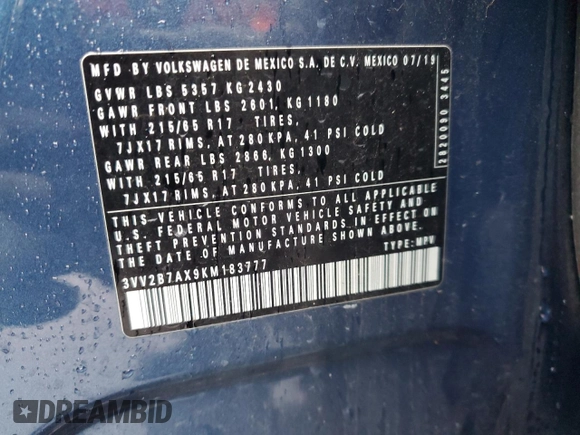 MFD BY VOLKSWAGEN DE MEXICO S.A. DE C.V. MEXICO 07/19
GVWR LBS 5357 KG 2430
GAWR FRONT LBS 2601, KG 1180
WITH 215/65 R17 TIRES,
7JX17 RIMS, AT 280 KPA, 41 PSI COLD
GAWR REAR LBS 2866, KG 1300
WITH 215/65 R17 TIRES,
7JX17 RIMS, AT 280 KPA, 41 PSI COLD
THIS VEHICLE CONFORMS TO ALL APPLICABLE
U.S. FEDERAL MOTOR VEHICLE SAFETY AND
THEFT PREVENTION STANDARDS IN EFFECT ON
THE DATE OF MANUFACTURE SHOWN ABOVE.
3VV2B7AX9KM183777 TYPE: MPV
2820090 3445
DREAMBID